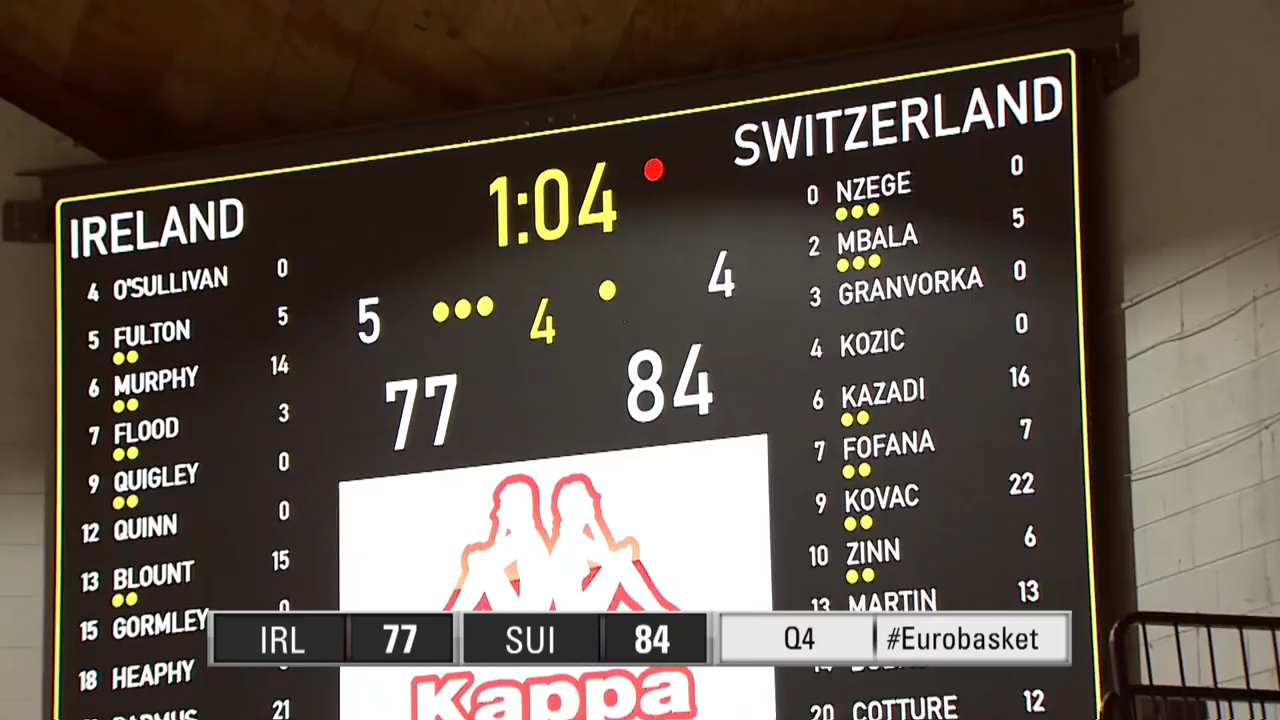 IRELAND
4 O'SULLIVAN 0
5 FULTON 5
6 MURPHY 14
7 FLOOD 3
9 QUIGLEY 0
12 QUINN 0
13 BLOUNT 15
15 GORMLEY 0
18 HEAPHY
21
1:04
5 4 4
77 84
Kappa
SWITZERLAND
0 NZEGE 0
2 MBALA 5
3 GRANVORKA 0
4 KOZIC 0
6 KAZADI 16
7 FOFANA 7
9 KOVAC 22
10 ZINN 6
13 MARTIN 13
20 COTTURE 12
IRL 77 SUI 84 Q4 #Eurobasket